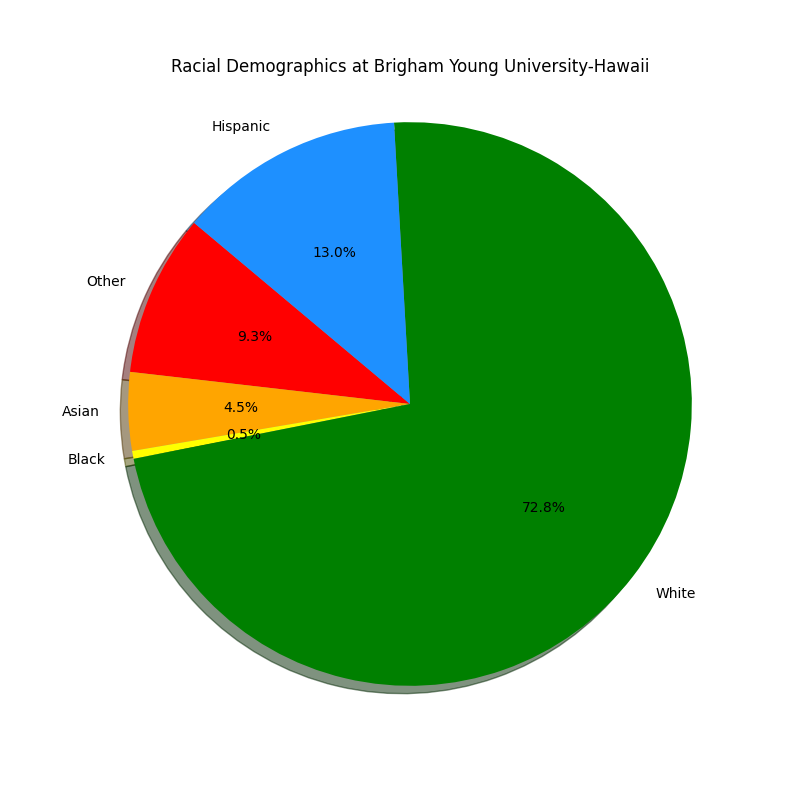 Racial Demographics at Brigham Young University-Hawaii
Hispanic
13.0%
Other
9.3%
Asian
4.5%
0.5%
Black
72.8%
White